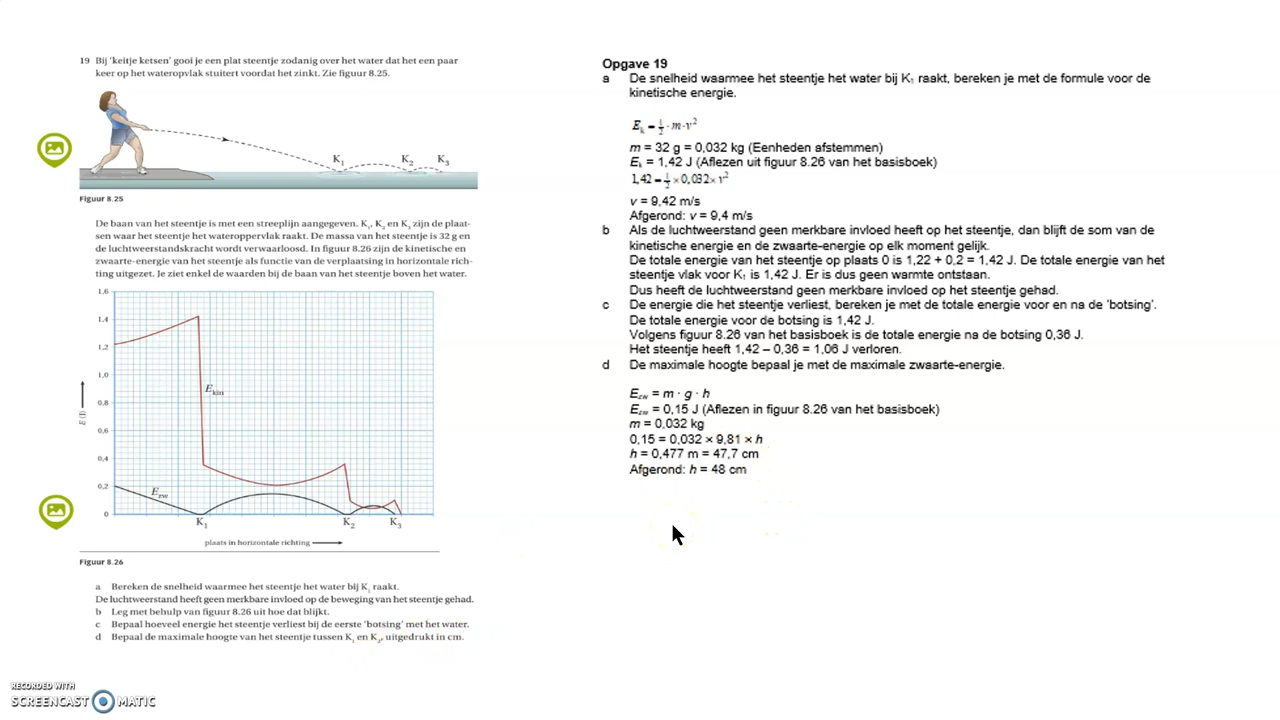 19 Bij ‘keitje ketsen’ gooi je een plat steentje zodanig over het water dat het een paar
keer op het wateropvlak stuitert voordat het zinkt. Zie figuur 8.25.
K₁ K₂ K₃
Figuur 8.25
De baan van het steentje is met een streeplijn aangegeven. K₁, K₂ en K₃ zijn de plaat-
sen waar het steentje het wateroppervlak raakt. De massa van het steentje is 32 g en
de luchtweerstandskracht wordt verwaarloosd. In figuur 8.26 zijn de kinetische en
zwaarte-energie van het steentje als functie van de verplaatsing in horizontale rich-
ting uitgezet. Je ziet enkel de waarden bij de baan van het steentje boven het water.
1,6
1,4
1,2
1,0
0,8
0,6
0,4
0,2
0
E (J)
Ekin
Ezw
K₁ K₂ K₃
plaats in horizontale richting
Figuur 8.26
a Bereken de snelheid waarmee het steentje het water bij K₁ raakt.
De luchtweerstand heeft geen merkbare invloed op de beweging van het steentje gehad.
b Leg met behulp van figuur 8.26 uit hoe dat blijkt.
c Bepaal hoeveel energie het steentje verliest bij de eerste ‘botsing’ met het water.
d Bepaal de maximale hoogte van het steentje tussen K₁ en K₂, uitgedrukt in cm.
Opgave 19
a De snelheid waarmee het steentje het water bij K₁ raakt, bereken je met de formule voor de
kinetische energie.
Eₖ = ½ · m · v²
m = 32 g = 0,032 kg (Eenheden afstemmen)
Eₖ = 1,42 J (Aflezen uit figuur 8.26 van het basisboek)
1,42 = ½ × 0,032 × v²
v = 9,42 m/s
Afgerond: v = 9,4 m/s
b Als de luchtweerstand geen merkbare invloed heeft op het steentje, dan blijft de som van de
kinetische energie en de zwaarte-energie op elk moment gelijk.
De totale energie van het steentje op plaats 0 is 1,22 + 0,2 = 1,42 J. De totale energie van het
steentje vlak voor K₁ is 1,42 J. Er is dus geen warmte ontstaan.
Dus heeft de luchtweerstand geen merkbare invloed op het steentje gehad.
c De energie die het steentje verliest, bereken je met de totale energie voor en na de ‘botsing’.
De totale energie voor de botsing is 1,42 J.
Volgens figuur 8.26 van het basisboek is de totale energie na de botsing 0,36 J.
Het steentje heeft 1,42 – 0,36 = 1,06 J verloren.
d De maximale hoogte bepaal je met de maximale zwaarte-energie.
Ezw = m · g · h
Ezw = 0,15 J (Aflezen in figuur 8.26 van het basisboek)
m = 0,032 kg
0,15 = 0,032 × 9,81 × h
h = 0,477 m = 47,7 cm
Afgerond: h = 48 cm
RECORDED WITH
SCREENCAST MATIC